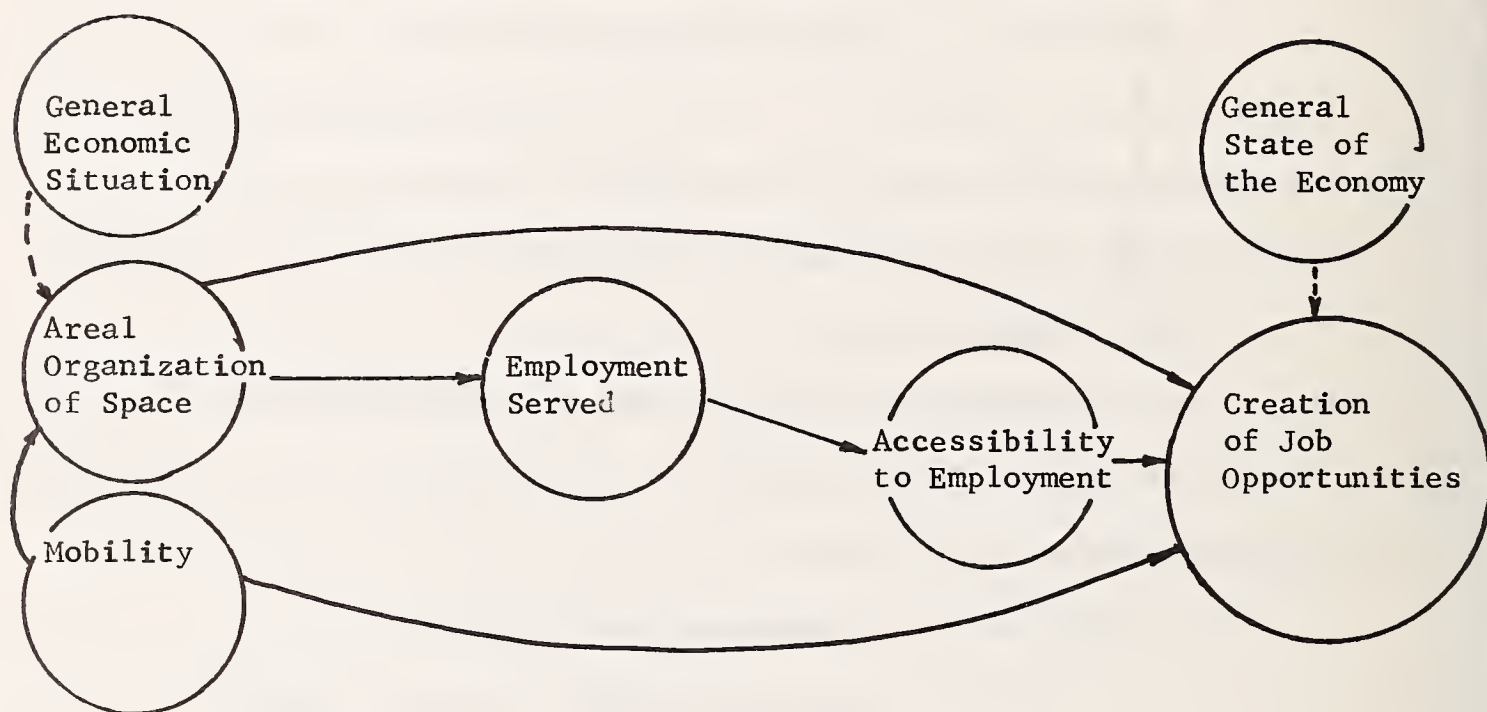 General
Economic
Situation
General
State of
the Economy
Areal
Organization
of Space
Employment
Served
Accessibility
to Employment
Creation
of Job
Opportunities
Mobility